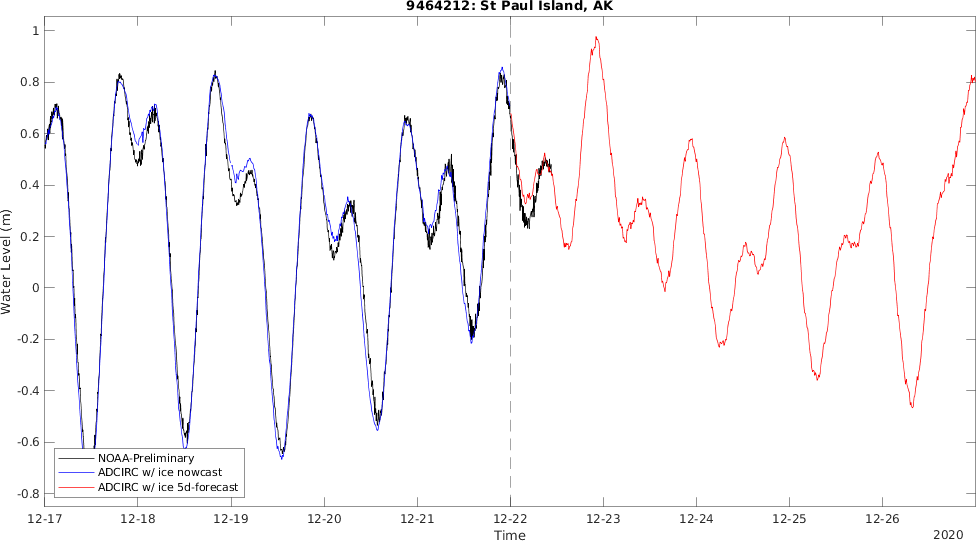 9464212: St Paul Island, AK
1
0.8
0.6
0.4
0.2
0
-0.2
-0.4
-0.6
-0.8
Water Level (m)
NOAA-Preliminary
ADCIRC w/ ice nowcast
ADCIRC w/ ice 5d-forecast
12-17 12-18 12-19 12-20 12-21 12-22 12-23 12-24 12-25 12-26
Time
2020